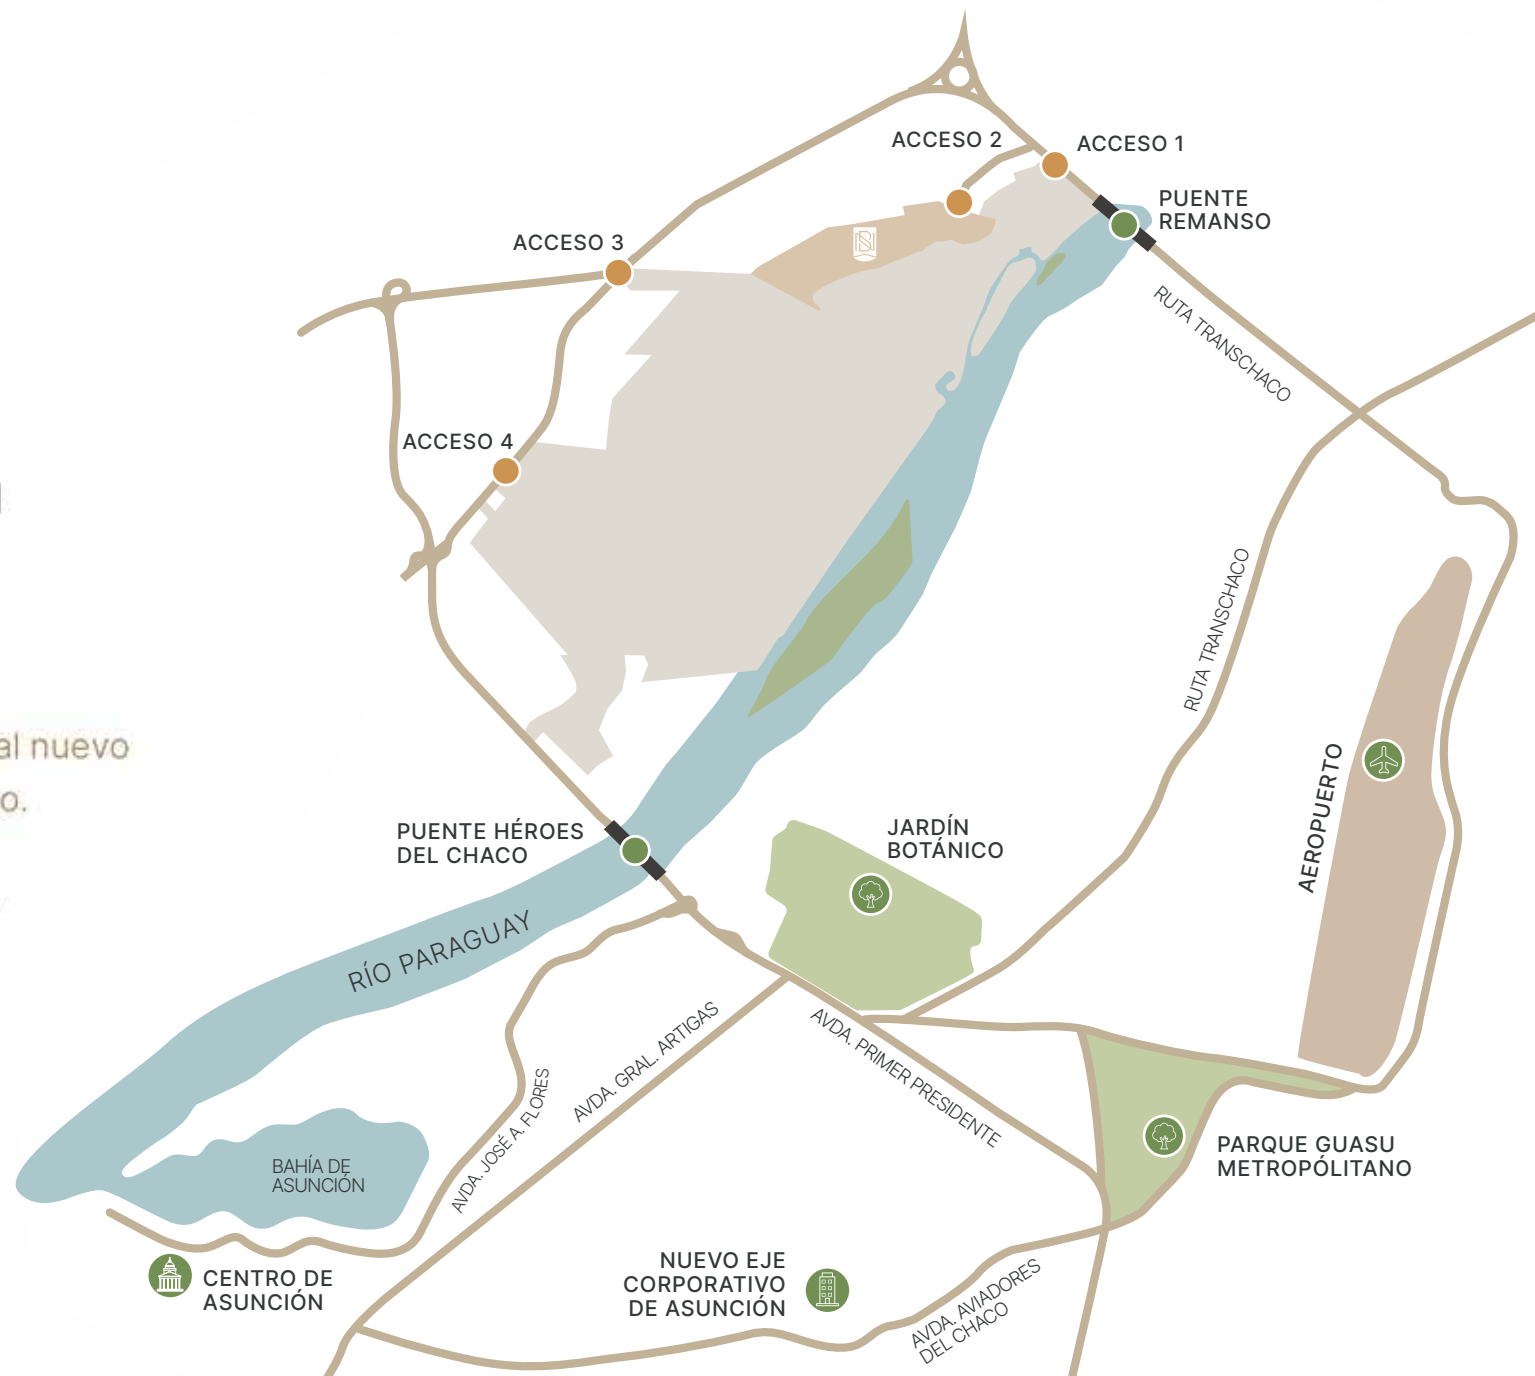 ACCESO 2
ACCESO 1
PUENTE
REMANSO
ACCESO 3
RUTA TRANSCHACO
ACCESO 4
RUTA TRANSCHACO
al nuevo
o.
AEROPUERTO
PUENTE HÉROES
DEL CHACO
JARDÍN
BOTÁNICO
RÍO PARAGUAY
AVDA. GRAL. ARTIGAS
AVDA. PRIMER PRESIDENTE
AVDA. JOSÉ A. FLORES
BAHÍA DE
ASUNCIÓN
PARQUE GUASU
METROPÓLITANO
CENTRO DE
ASUNCIÓN
NUEVO EJE
CORPORATIVO
DE ASUNCIÓN
AVDA. AVIADORES
DEL CHACO